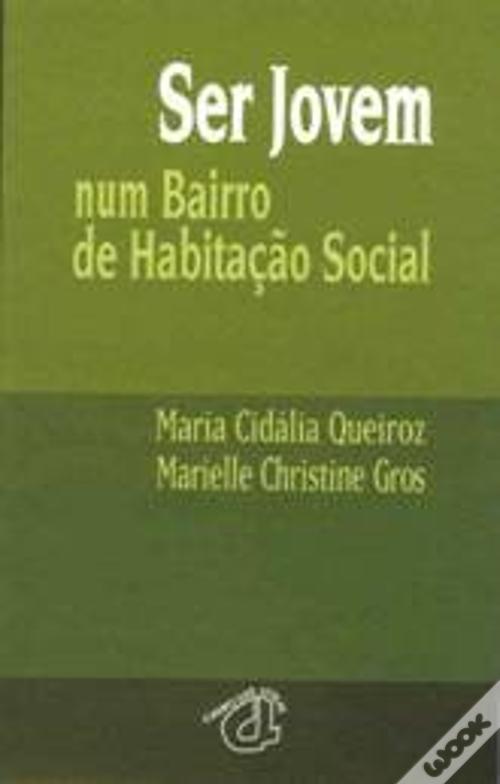 Ser Jovem
num Bairro
de Habitação Social
Maria Cidália Queiroz
Marielle Christine Gros
wook